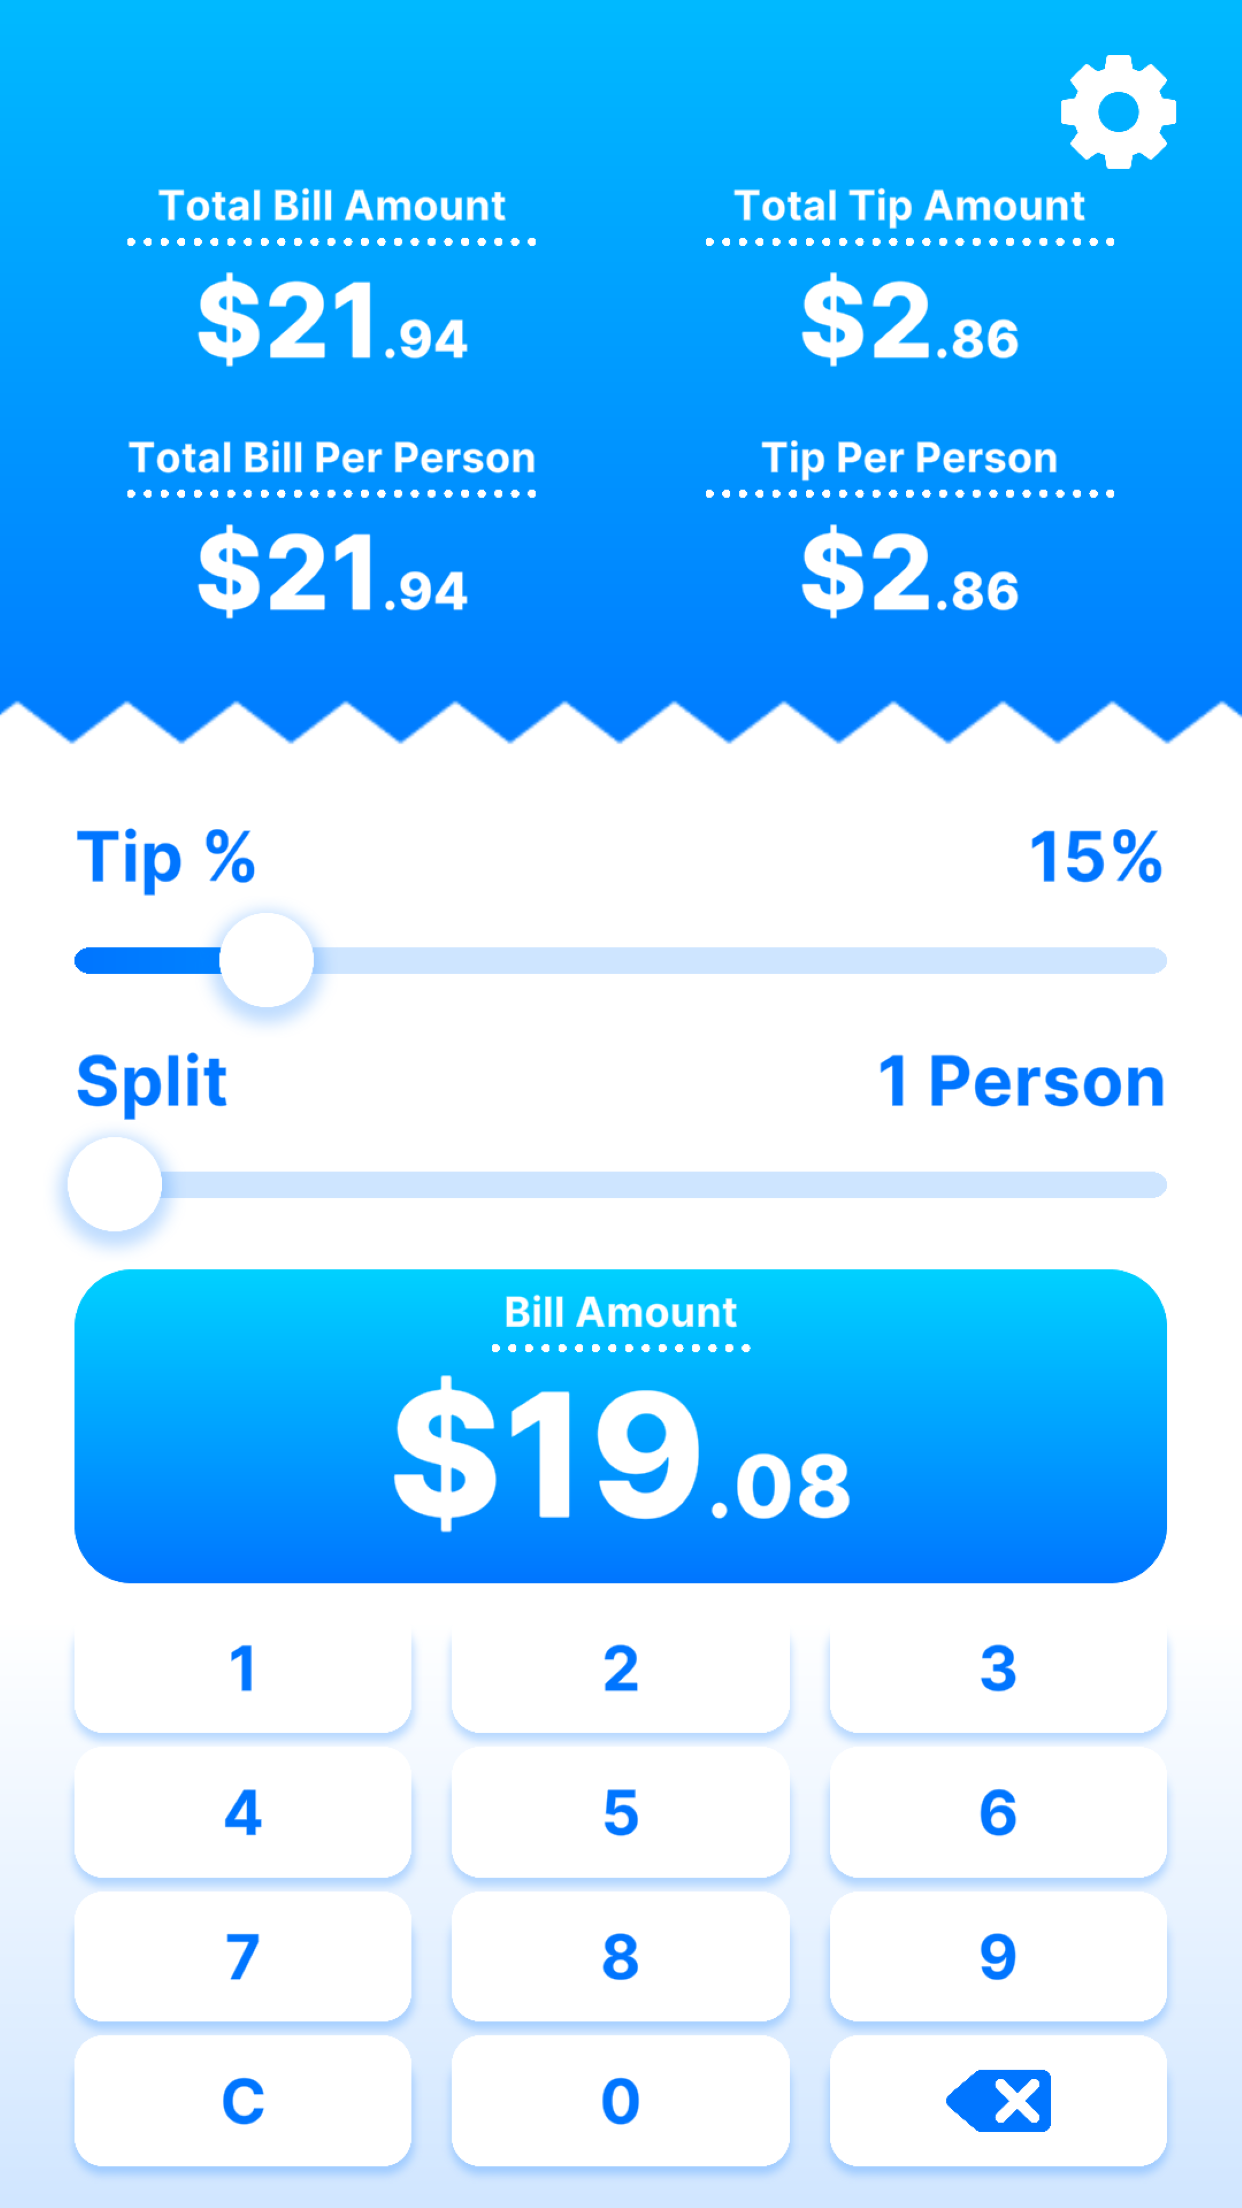 Total Bill Amount
Total Tip Amount
$21.94
$2.86
Total Bill Per Person
Tip Per Person
$21.94
$2.86
Tip %
15%
Split
1 Person
Bill Amount
$19.08
1 2 3
4 5 6
7 8 9
C 0